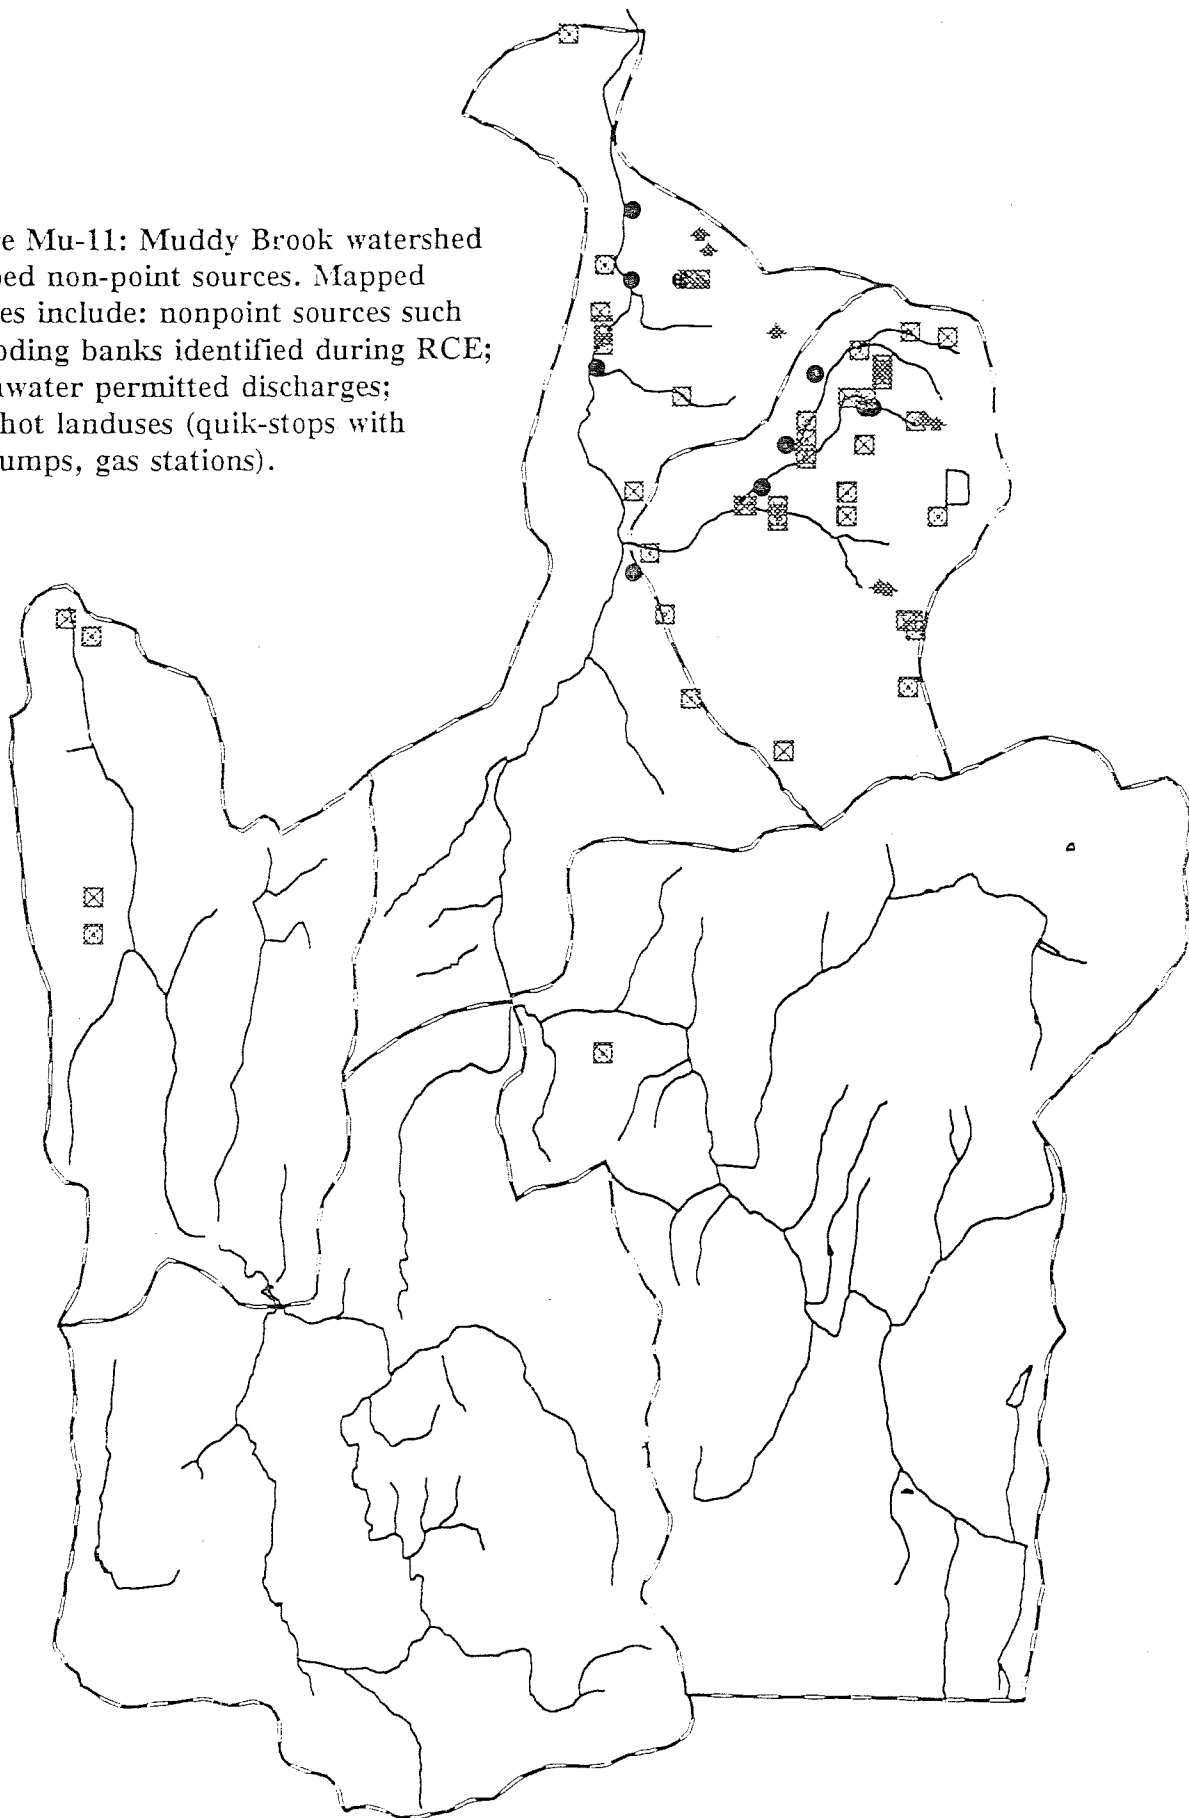 e Mu-11: Muddy Brook watershed
ed non-point sources. Mapped
es include: nonpoint sources such
oding banks identified during RCE;
water permitted discharges;
hot landuses (quik-stops with
umps, gas stations).